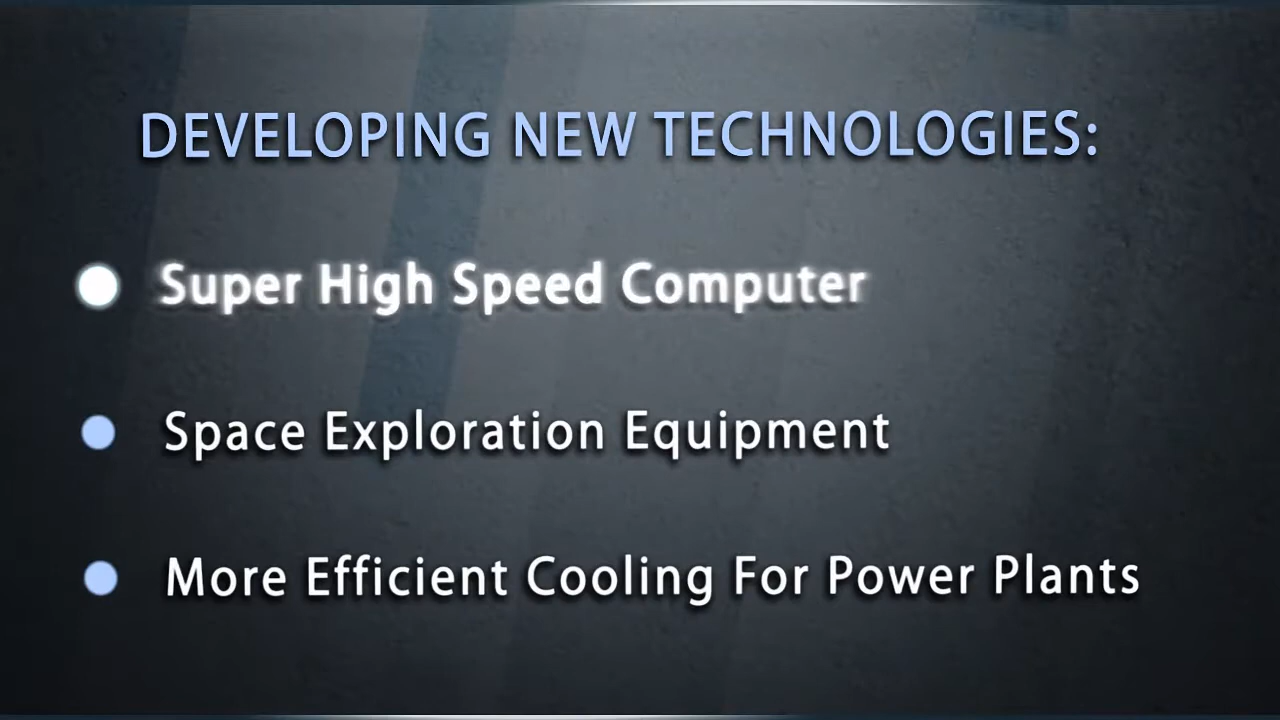 DEVELOPING NEW TECHNOLOGIES:
Super High Speed Computer
Space Exploration Equipment
More Efficient Cooling For Power Plants